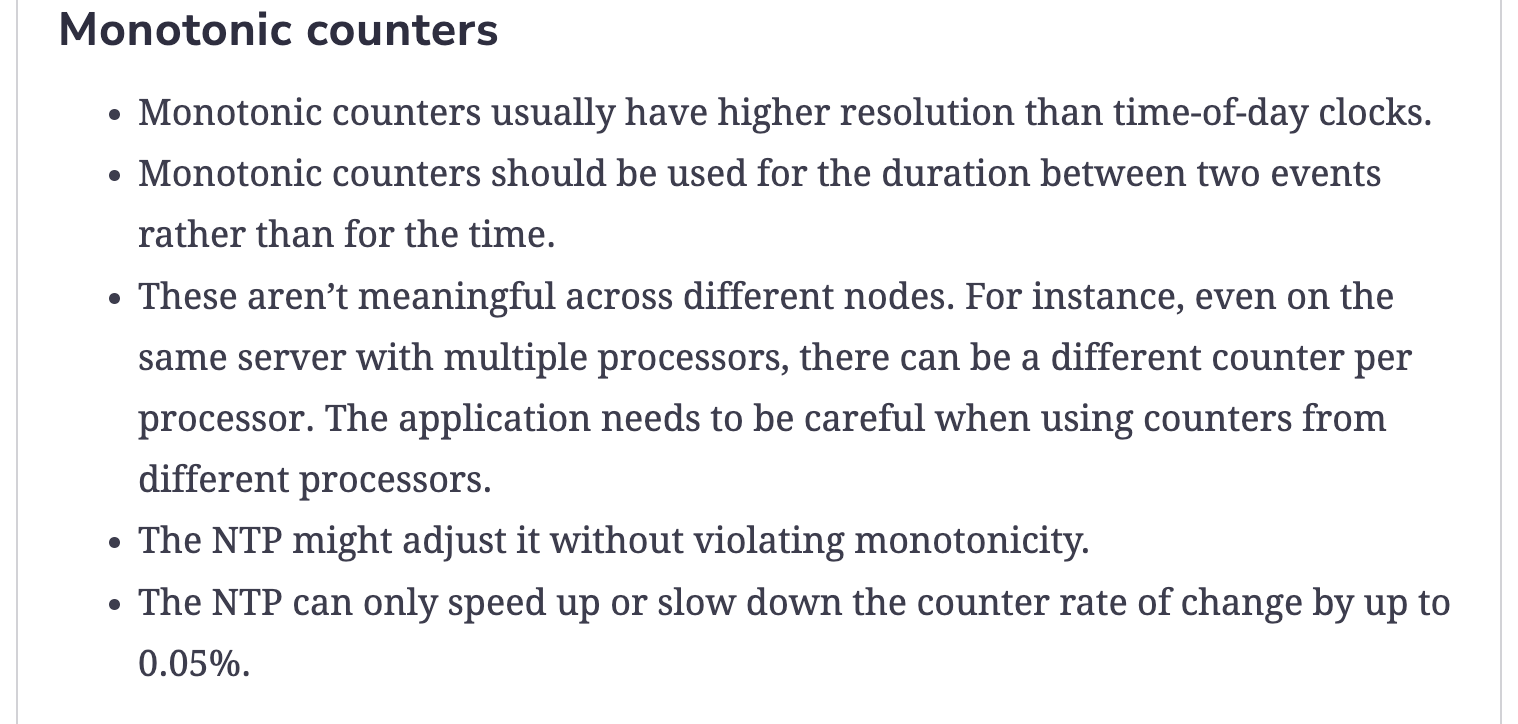 Monotonic counters
• Monotonic counters usually have higher resolution than time-of-day clocks.
• Monotonic counters should be used for the duration between two events
rather than for the time.
• These aren’t meaningful across different nodes. For instance, even on the
same server with multiple processors, there can be a different counter per
processor. The application needs to be careful when using counters from
different processors.
• The NTP might adjust it without violating monotonicity.
• The NTP can only speed up or slow down the counter rate of change by up to
0.05%.